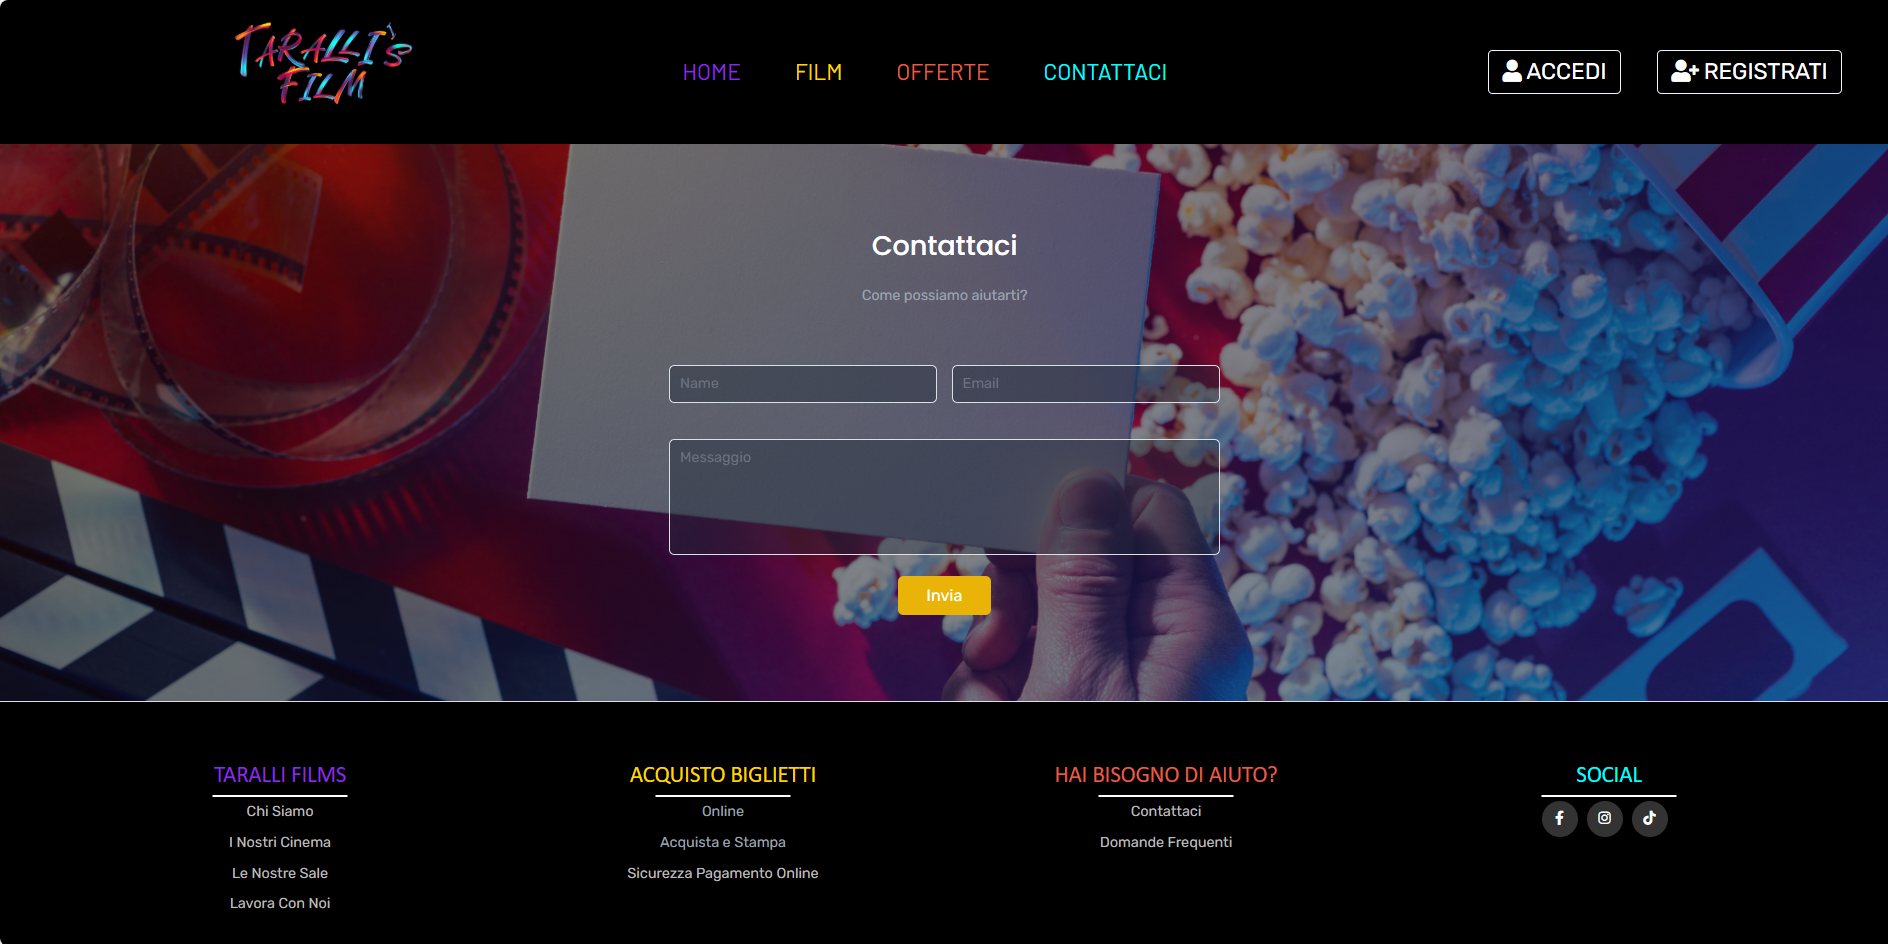 TARALLI'S
FILM
HOME FILM OFFERTE CONTATTACI
ACCEDI REGISTRATI
Contattaci
Come possiamo aiutarti?
Name Email
Messaggio
Invia
TARALLI FILMS
Chi Siamo
I Nostri Cinema
Le Nostre Sale
Lavora Con Noi
ACQUISTO BIGLIETTI
Online
Acquista e Stampa
Sicurezza Pagamento Online
HAI BISOGNO DI AIUTO?
Contattaci
Domande Frequenti
SOCIAL